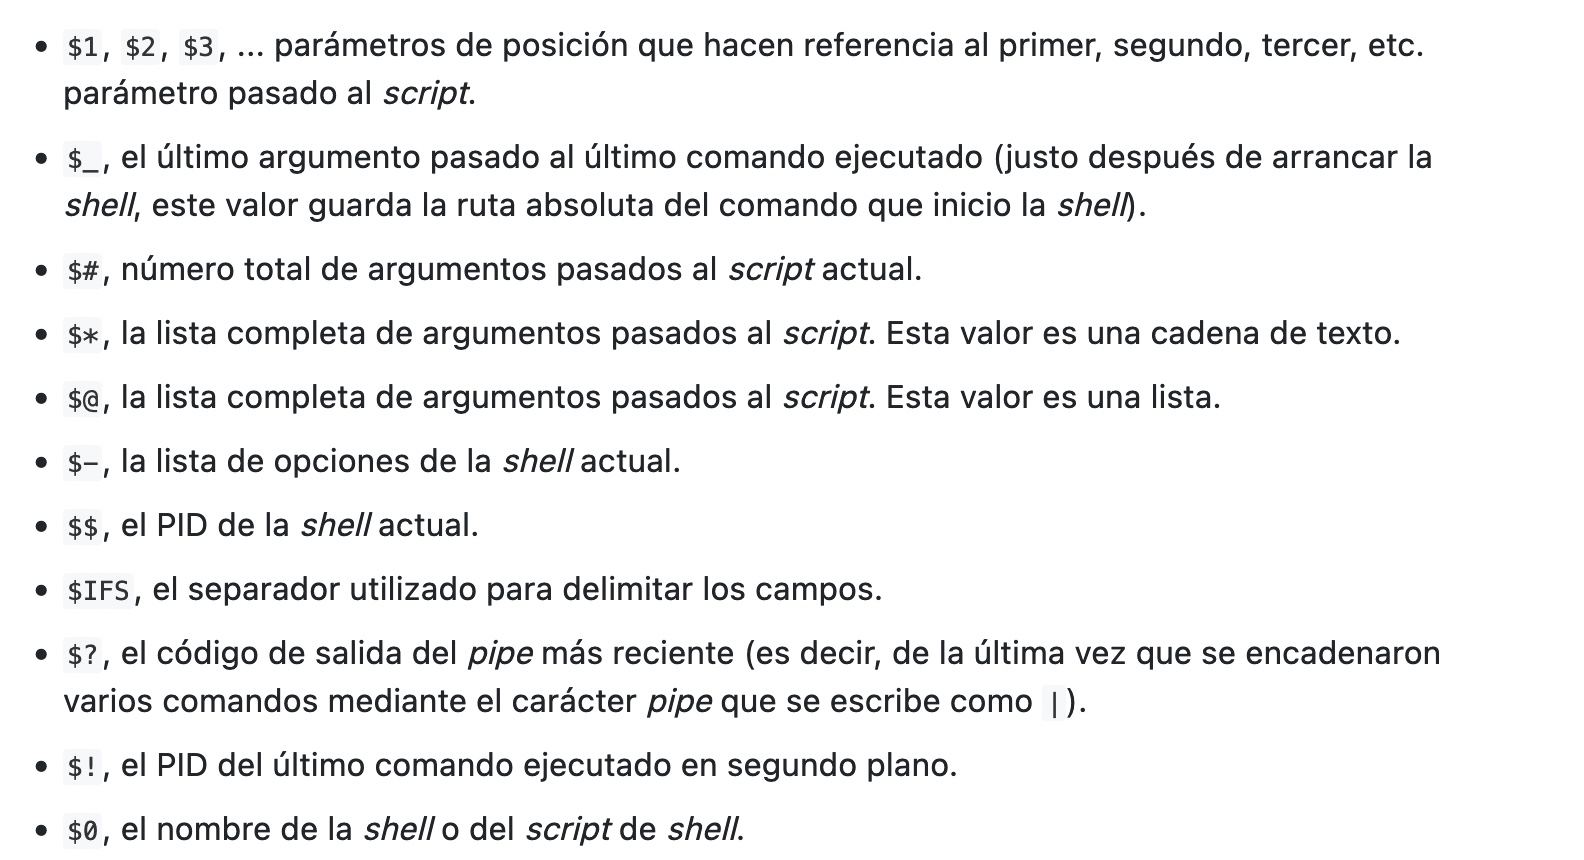 • $1, $2, $3, ... parámetros de posición que hacen referencia al primer, segundo, tercer, etc.
parámetro pasado al script.
• $_, el último argumento pasado al último comando ejecutado (justo después de arrancar la
shell, este valor guarda la ruta absoluta del comando que inicio la shell).
• $#, número total de argumentos pasados al script actual.
• $*, la lista completa de argumentos pasados al script. Esta valor es una cadena de texto.
• $@, la lista completa de argumentos pasados al script. Esta valor es una lista.
• $-, la lista de opciones de la shell actual.
• $$, el PID de la shell actual.
• $IFS, el separador utilizado para delimitar los campos.
• $?, el código de salida del pipe más reciente (es decir, de la última vez que se encadenaron
varios comandos mediante el carácter pipe que se escribe como |).
• $!, el PID del último comando ejecutado en segundo plano.
• $0, el nombre de la shell o del script de shell.